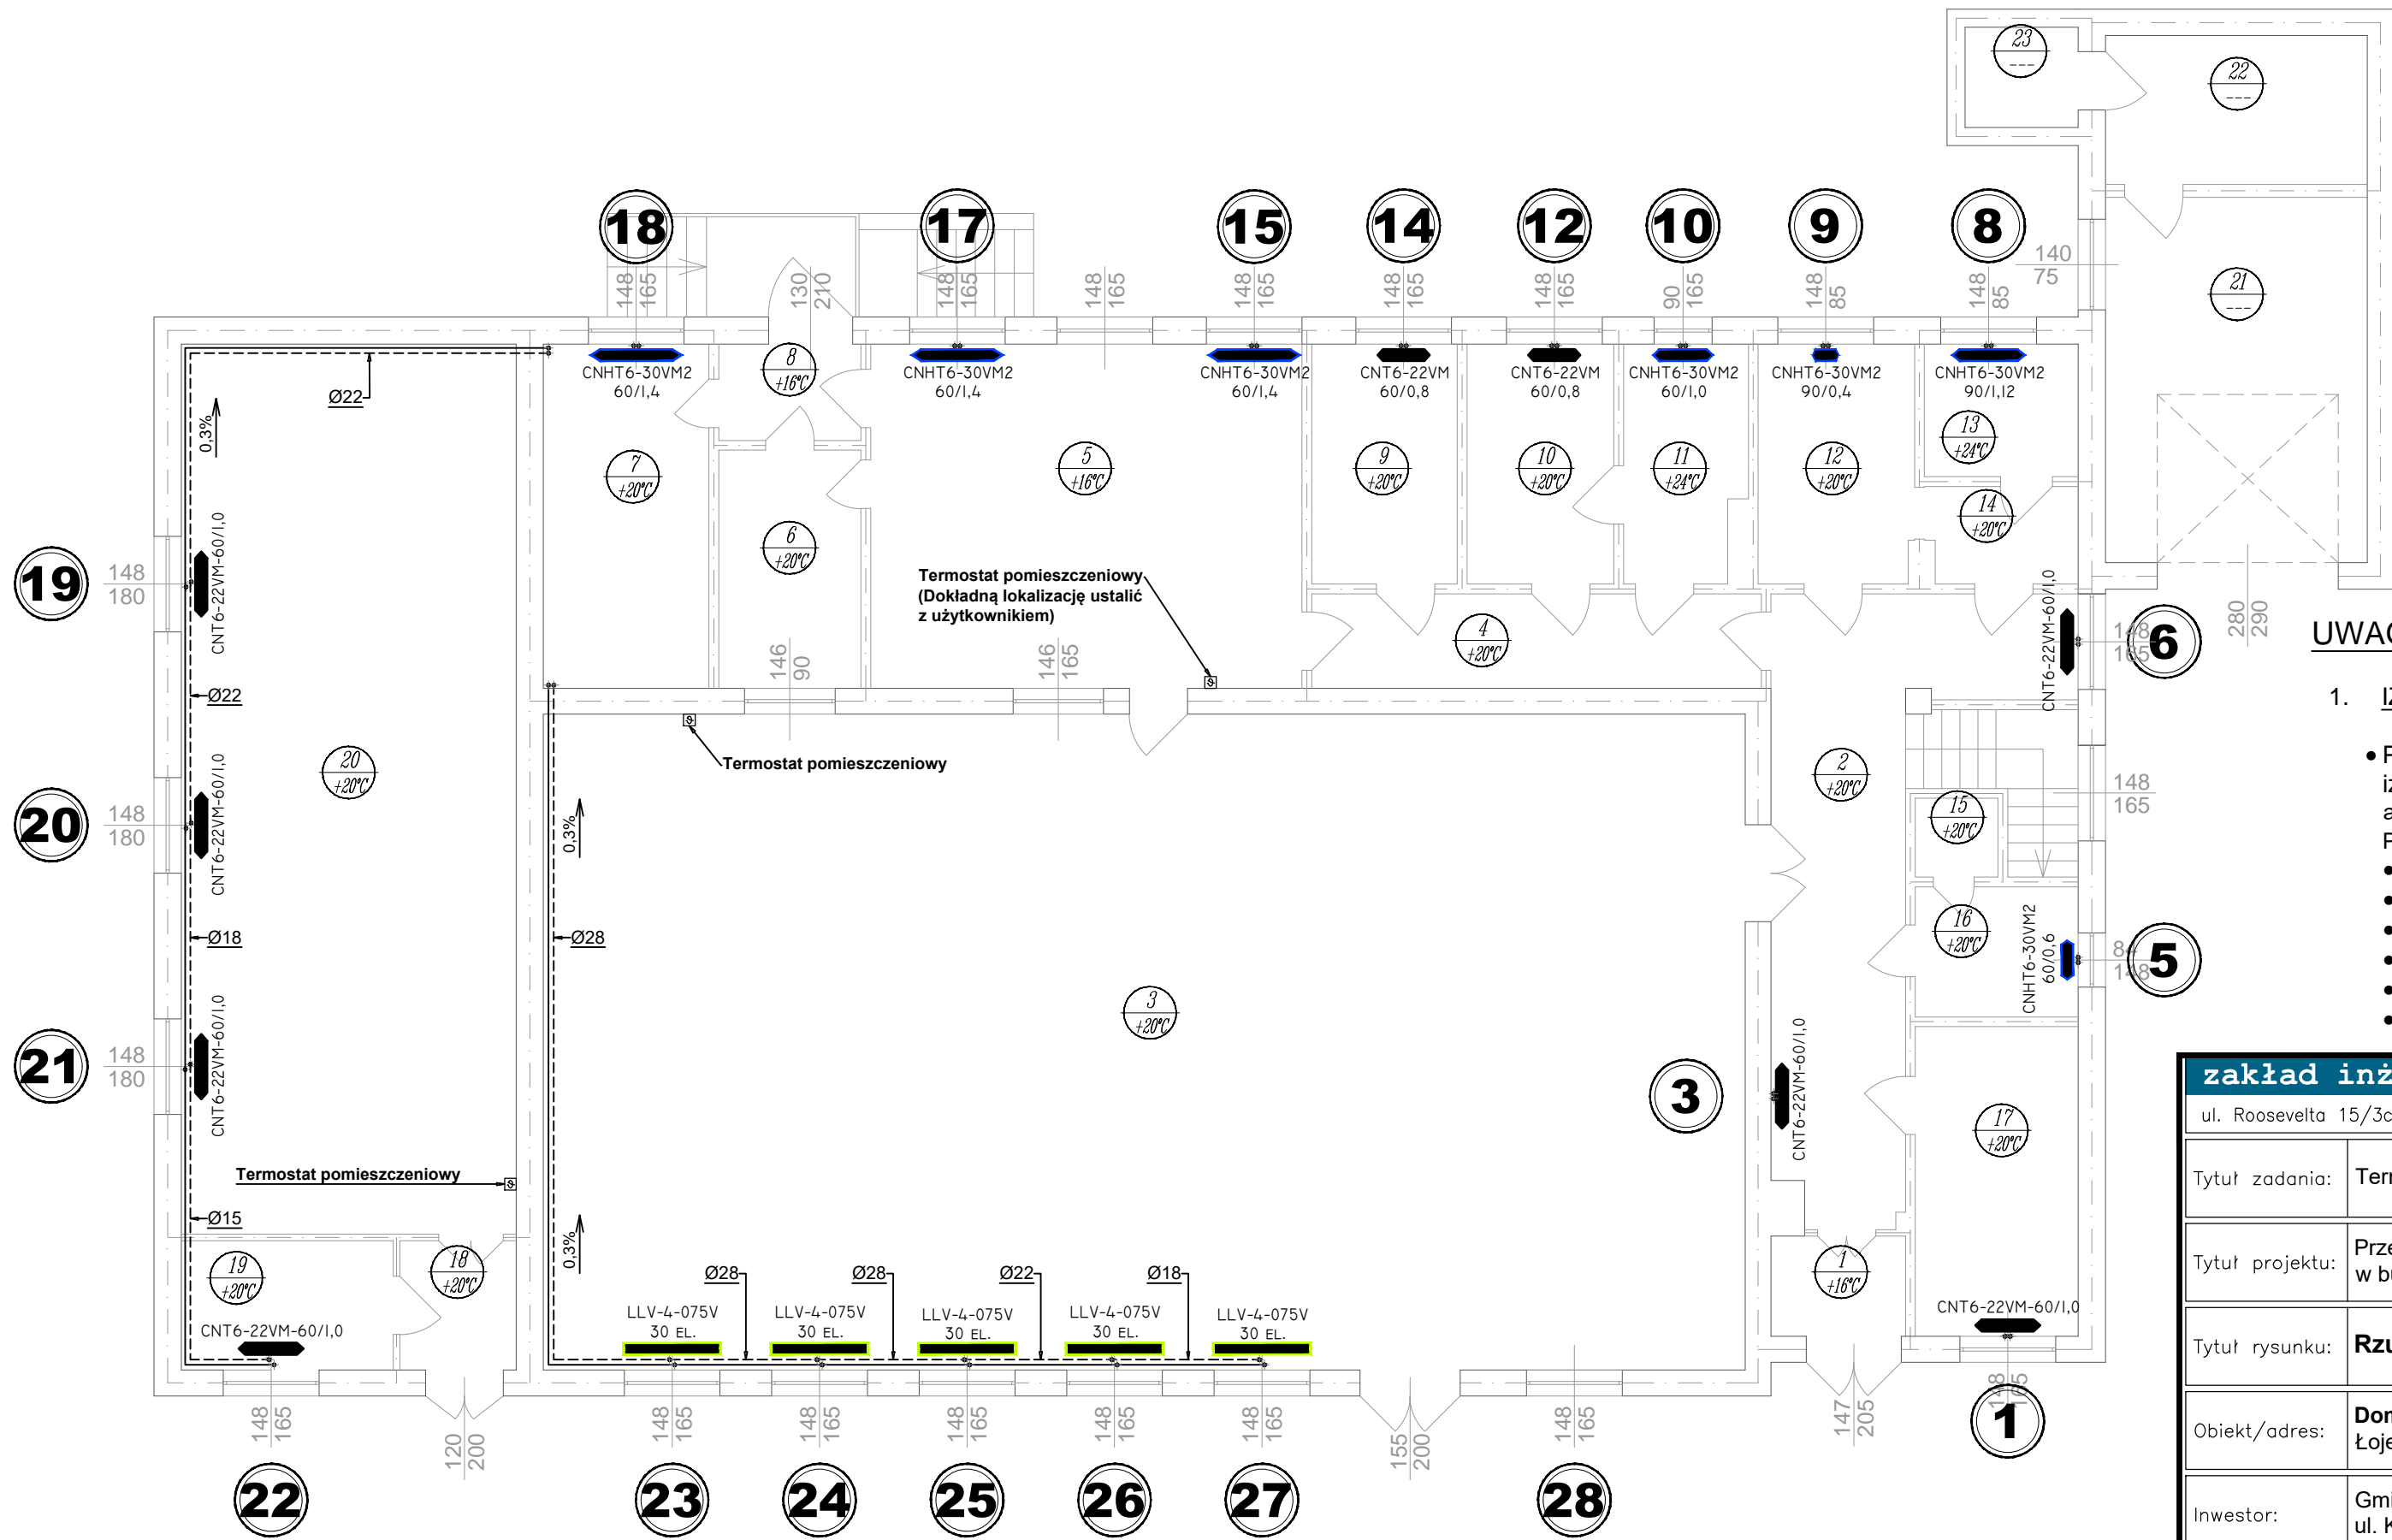 23
---
22
---
18
17
15
14
12
10
9
8
148
165
130
210
148
165
148
165
148
165
148
165
148
165
90
165
148
85
148
85
140
75
21
---
8
+16°C
CNHT6-30VM2
60/1,4
CNHT6-30VM2
60/1,4
CNHT6-30VM2
60/1,4
CNT6-22VM
60/0,8
CNT6-22VM
60/0,8
CNHT6-30VM2
60/1,0
CNHT6-30VM2
90/0,4
CNHT6-30VM2
90/1,12
Ø22
0,3%
7
+20°C
5
+16°C
9
+20°C
10
+20°C
11
+24°C
12
+20°C
13
+24°C
14
+20°C
6
+20°C
19
148
180
CNT6-22VM-60/1,0
Termostat pomieszczeniowy
(Dokładną lokalizację ustalić
z użytkownikiem)
4
+20°C
CNT6-22VM-60/1,0
148
165
6
280
290
146
90
146
165
Ø22
Termostat pomieszczeniowy
20
+20°C
2
+20°C
148
165
15
+20°C
20
148
180
CNT6-22VM-60/1,0
0,3%
Ø18
Ø28
16
+20°C
CNHT6-30VM2
60/0,6
84
148
5
3
+20°C
21
148
180
CNT6-22VM-60/1,0
3
CNT6-22VM-60/1,0
17
+20°C
Termostat pomieszczeniowy
Ø15
0,3%
19
+20°C
18
+20°C
1
+16°C
Ø28
Ø28
Ø22
Ø18
CNT6-22VM-60/1,0
LLV-4-075V
30 EL.
LLV-4-075V
30 EL.
LLV-4-075V
30 EL.
LLV-4-075V
30 EL.
LLV-4-075V
30 EL.
CNT6-22VM-60/1,0
148
165
120
200
148
165
148
165
148
165
148
165
148
165
155
200
148
165
147
205
148
165
22
23
24
25
26
27
28
1
1.
zakład
ul. Roosevelta 15/3c
Tytuł zadania:
Tytuł projektu:
w
Tytuł rysunku:
Obiekt/adres:
Inwestor:
ul.